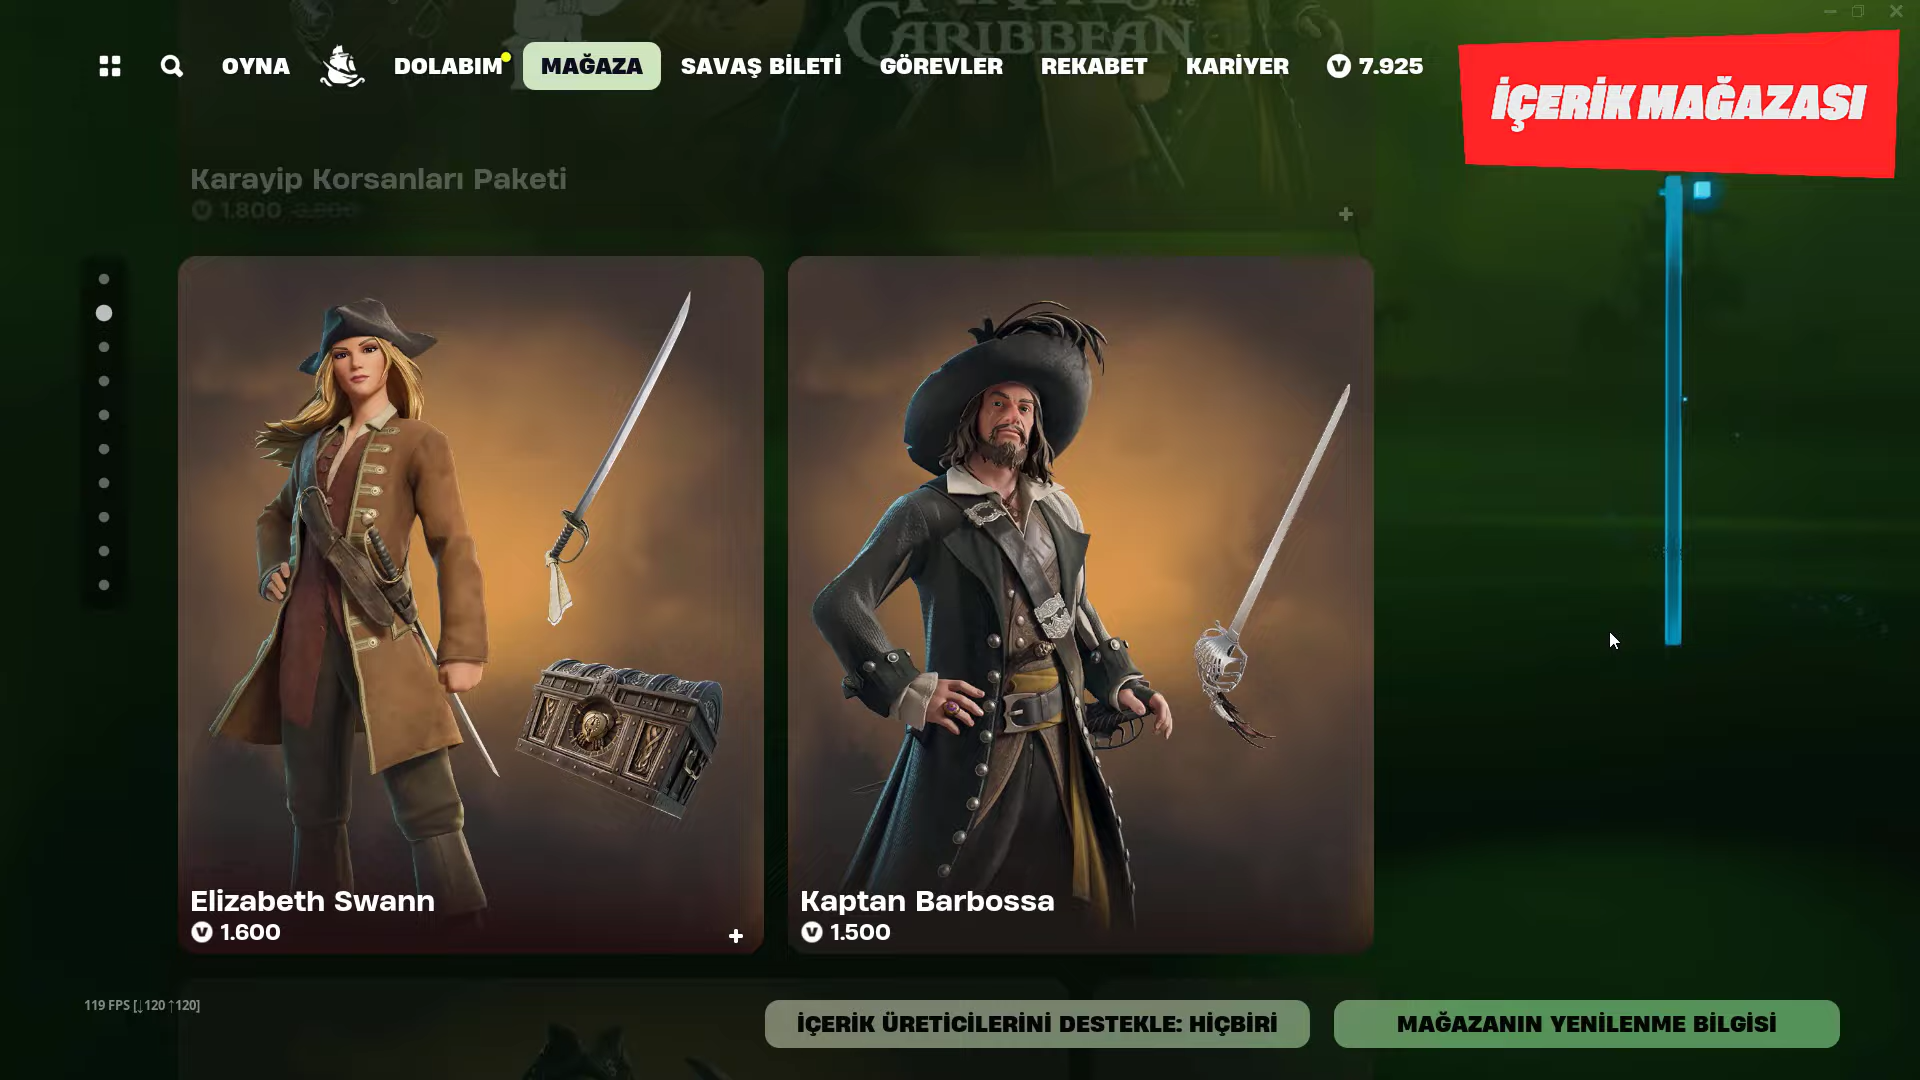 CARIBBEAN
OYNA
DOLABIM
MAĞAZA
SAVAŞ BİLETİ
GÖREVLER
REKABET
KARİYER
7.925
İÇERİK MAĞAZASI
Karayip Korsanları Paketi
1.800
Elizabeth Swann
1.600
Kaptan Barbossa
1.500
119 FPS [↓120 ↑120]
İÇERİK ÜRETİCİLERİNİ DESTEKLE: HİÇBİRİ
MAĞAZANIN YENİLENME BİLGİSİ